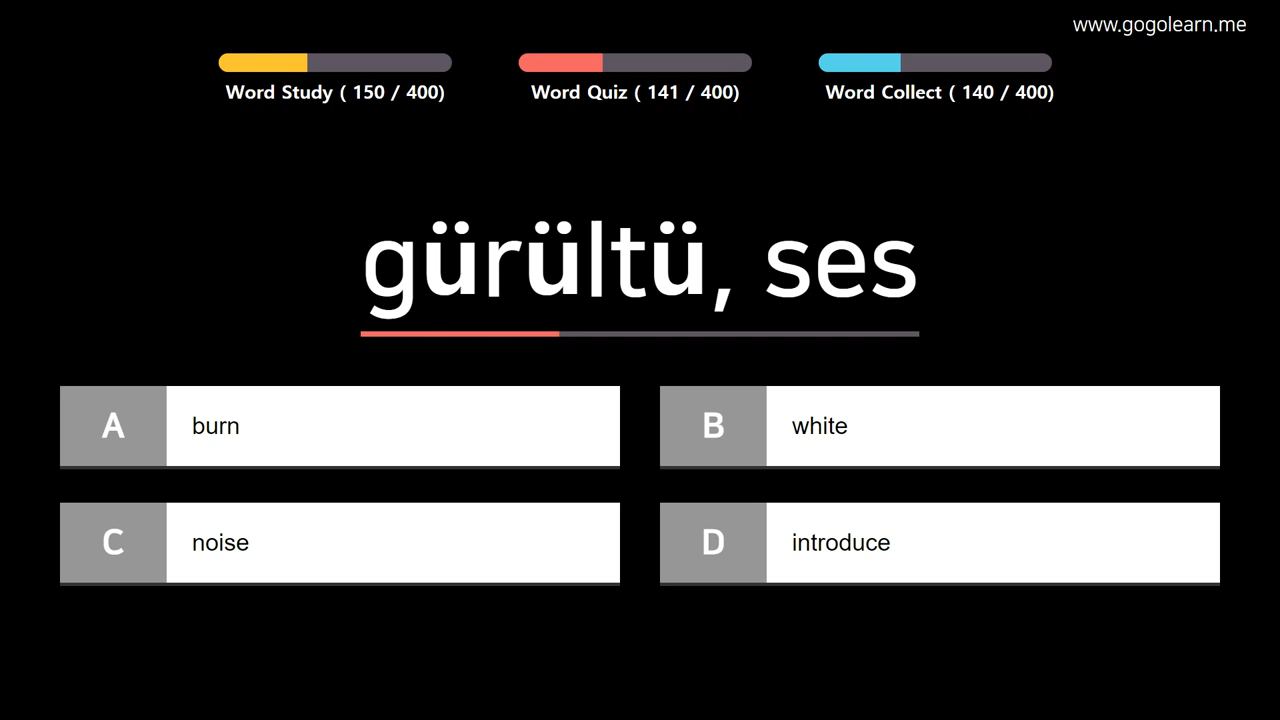 www.gogolearn.me
Word Study ( 150 / 400)
Word Quiz ( 141 / 400)
Word Collect ( 140 / 400)
gürültü, ses
A burn
B white
C noise
D introduce